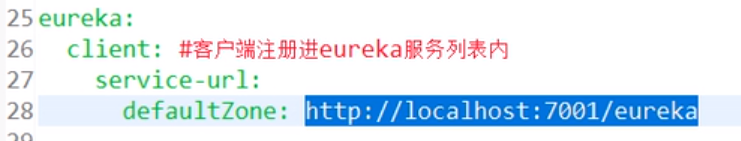 25 eureka:
26   client: #客户端注册进eureka服务列表内
27     service-url:
28       defaultZone: http://localhost:7001/eureka
29